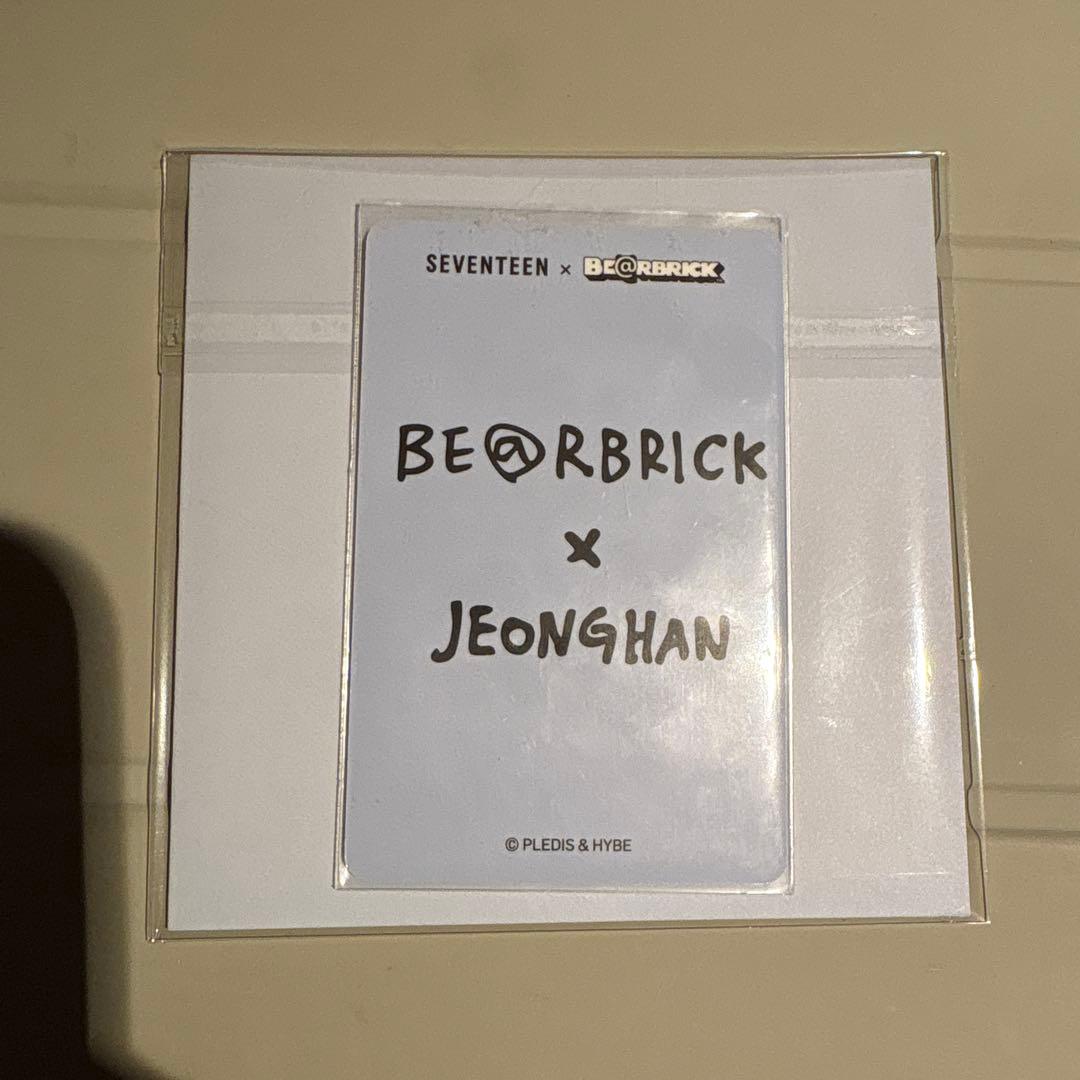 SEVENTEEN × BE@RBRICK
BE@RBRICK
×
JEONGHAN
© PLEDIS & HYBE